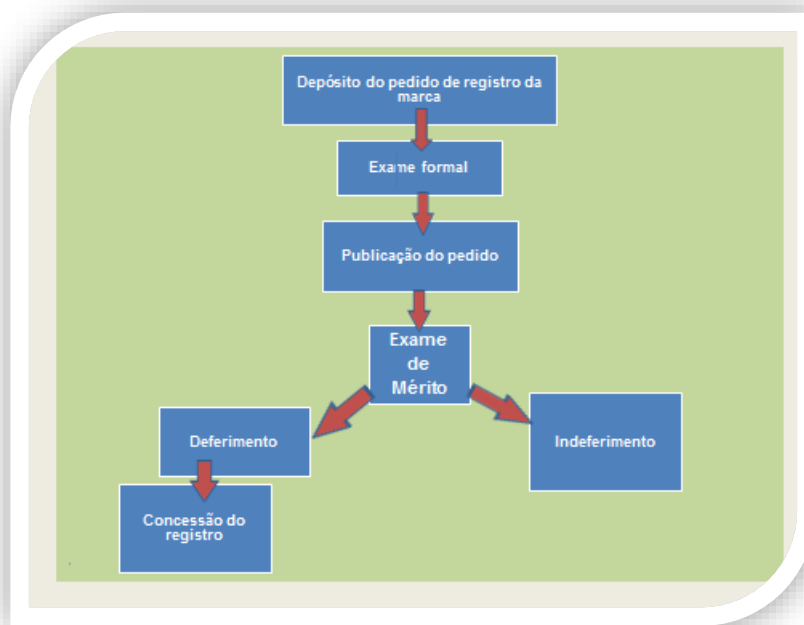 Depósito do pedido de registro da
marca
Exame formal
Publicação do pedido
Exame
de
Mérito
Deferimento
Indeferimento
Concessão do
registro